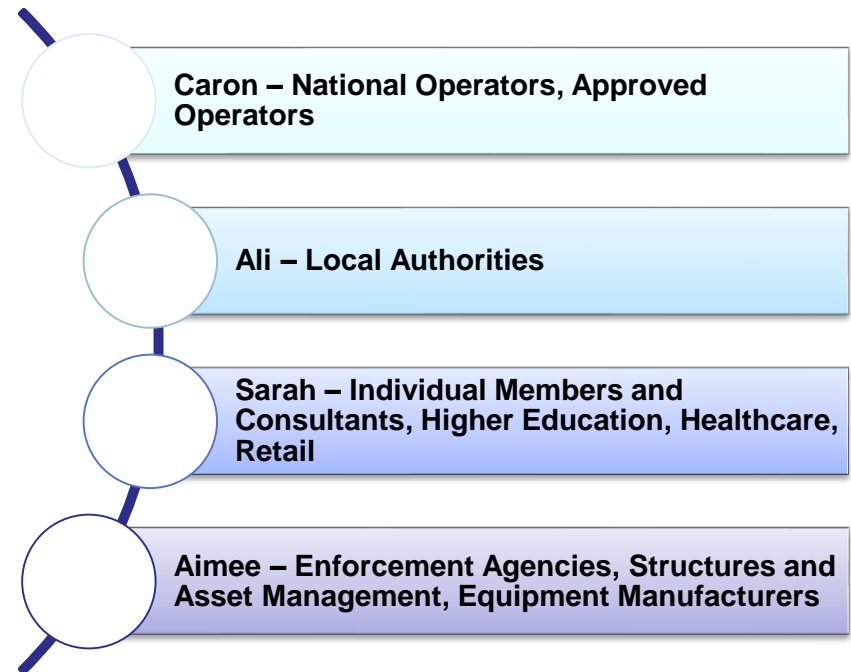 Caron – National Operators, Approved
Operators
Ali – Local Authorities
Sarah – Individual Members and
Consultants, Higher Education, Healthcare,
Retail
Aimee – Enforcement Agencies, Structures and
Asset Management, Equipment Manufacturers